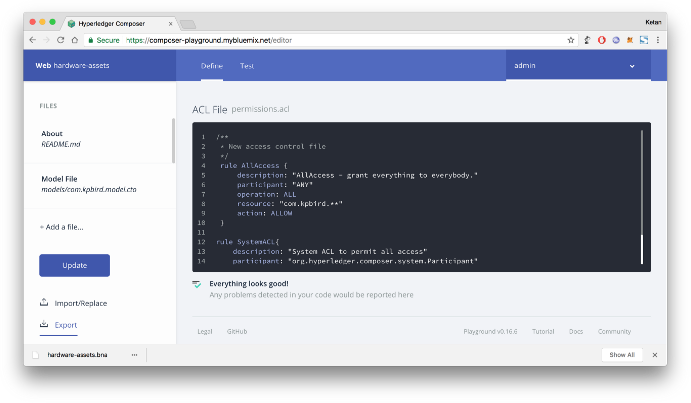 Hyperledger Composer
Ketan
Secure https://composer-playground.mybluemix.net/editor
Web hardware-assets
Define
Test
admin
FILES
About
README.md
Model File
models/com.kpbird.model.cto
+ Add a file...
Update
Import/Replace
Export
ACL File permissions.acl
1 /**
2 * New access control file
3 */
4 rule AllAccess {
5 description: "AllAccess - grant everything to everybody."
6 participant: "ANY"
7 operation: ALL
8 resource: "com.kpbird.**"
9 action: ALLOW
10 }
11
12 rule SystemACL{
13 description: "System ACL to permit all access"
14 participant: "org.hyperledger.composer.system.Participant"
Everything looks good!
Any problems detected in your code would be reported here
Legal
GitHub
Playground v0.16.6
Tutorial
Docs
Community
hardware-assets.bna
Show All